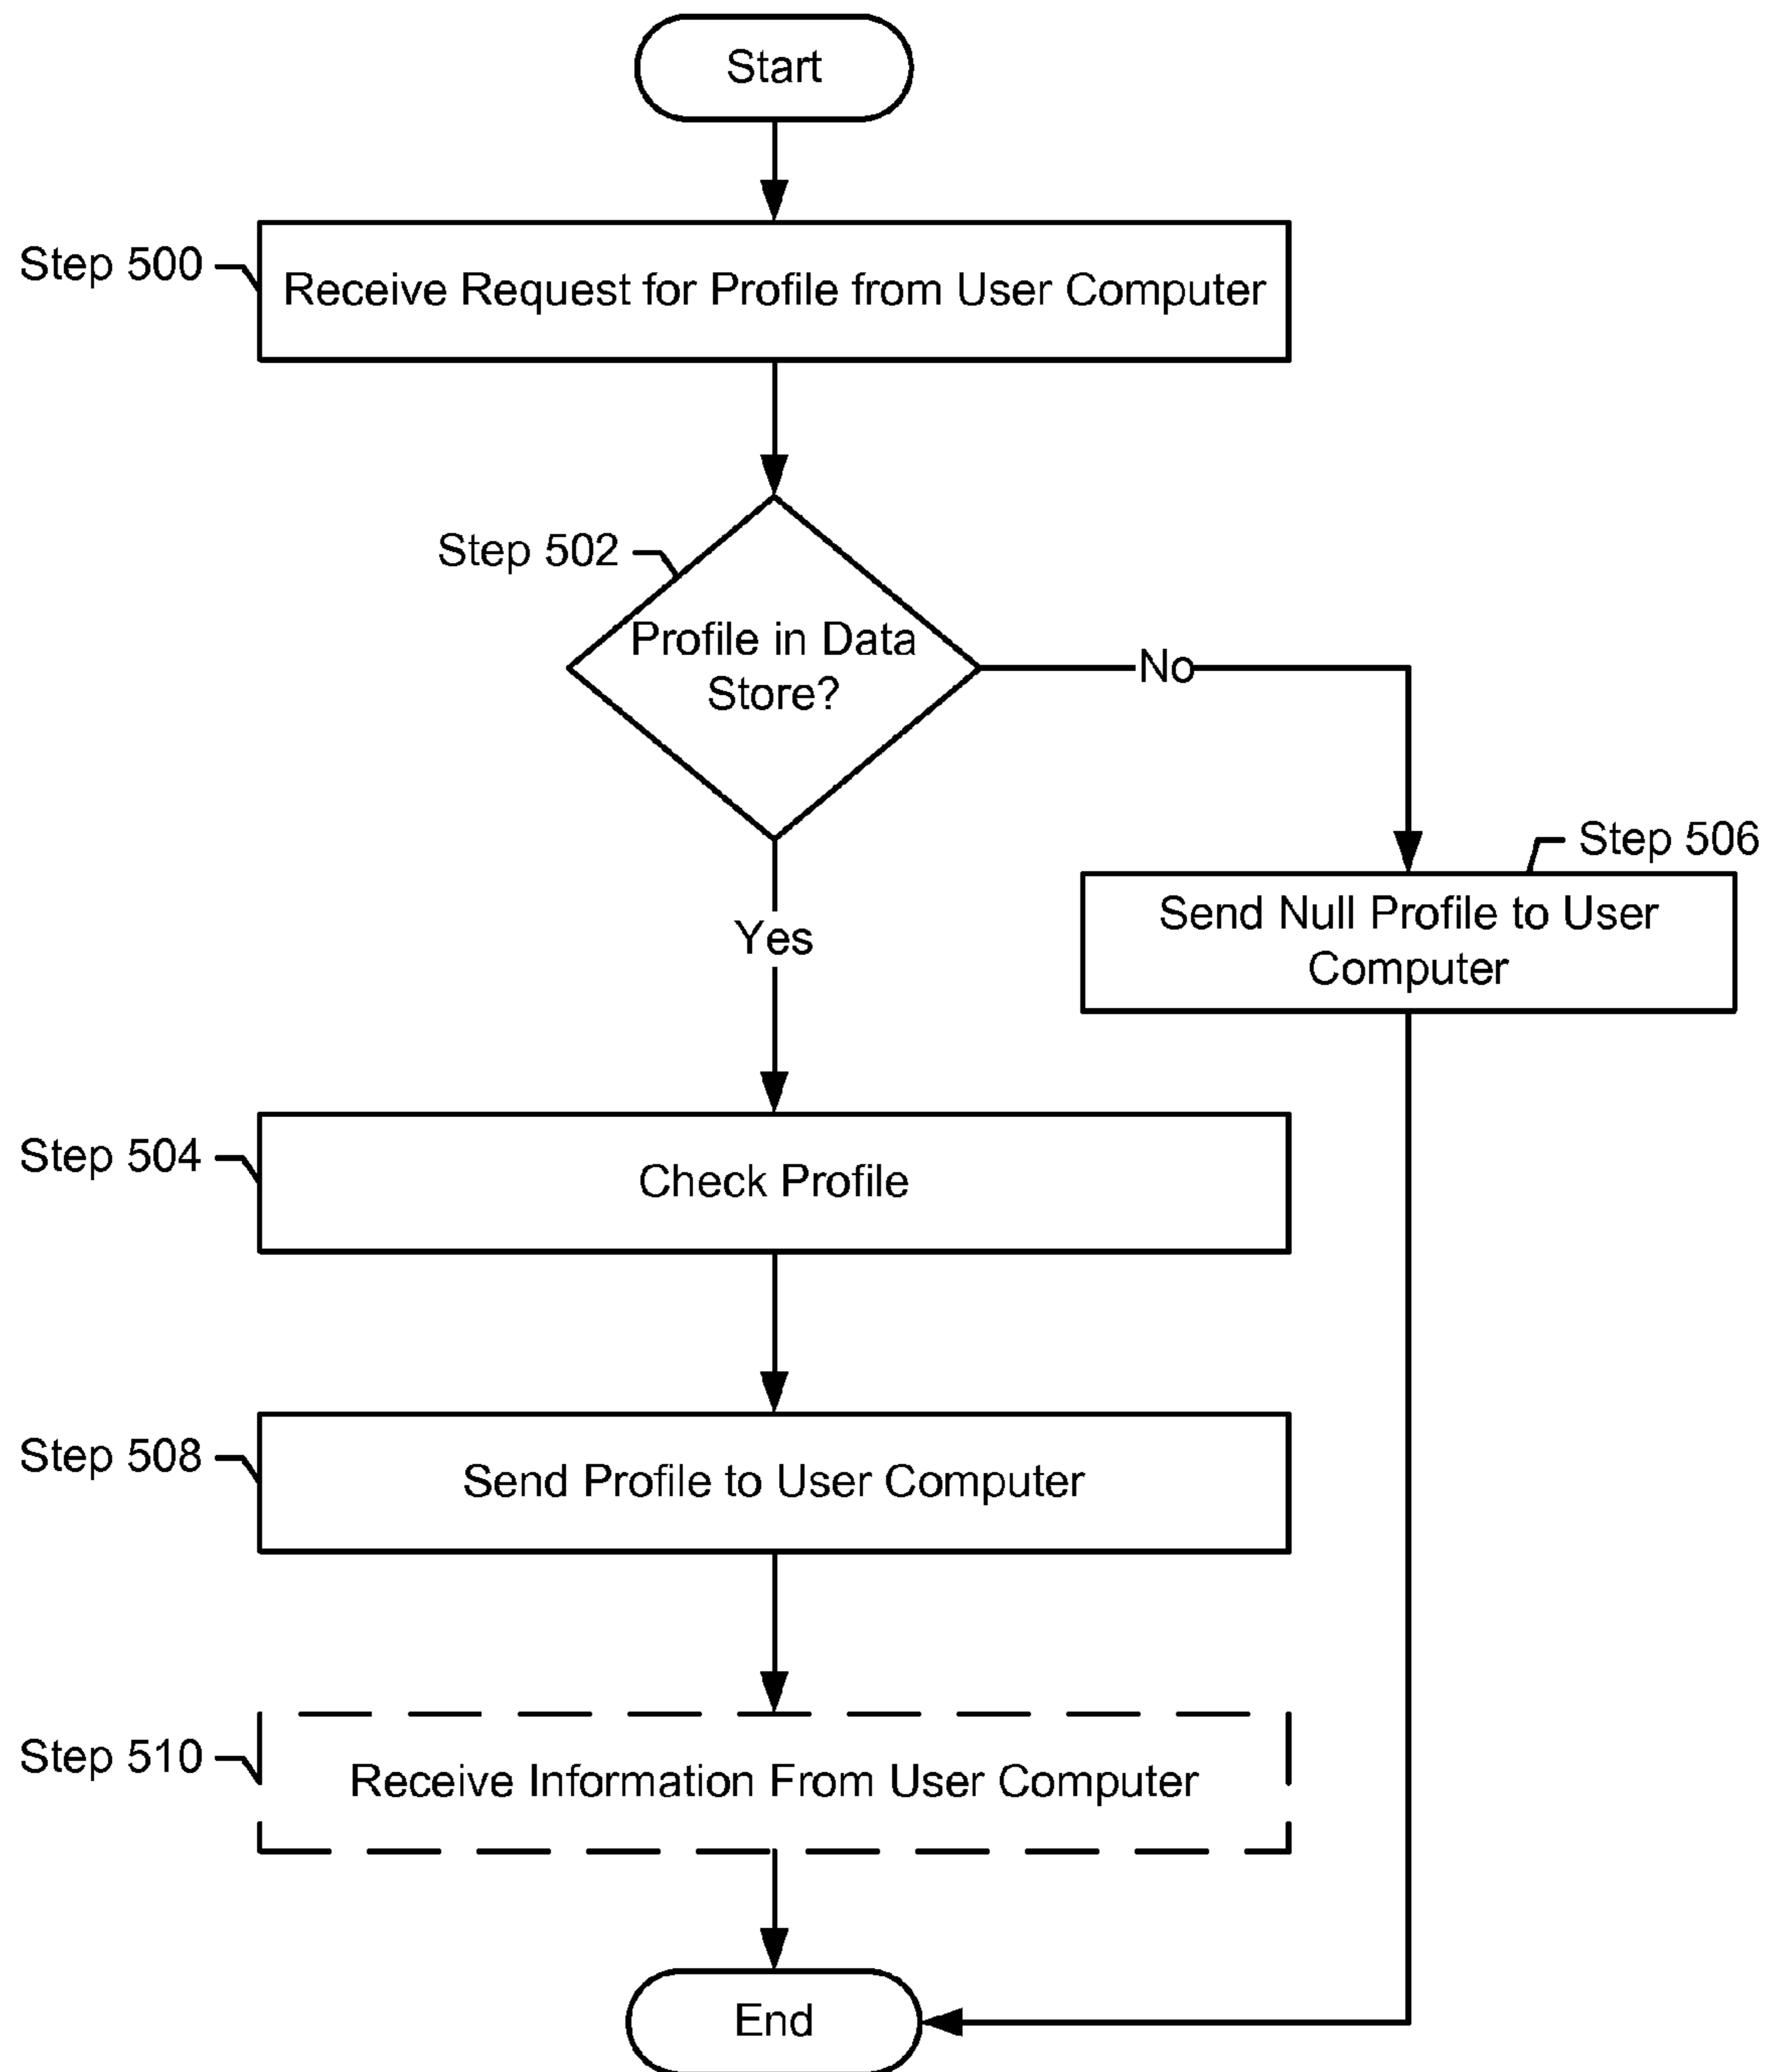 Start
Step 500
Receive Request for Profile from User Computer
Step 502
Profile in Data
Store?
No
Step 506
Send Null Profile to User
Computer
Yes
Step 504
Check Profile
Step 508
Send Profile to User Computer
Step 510
Receive Information From User Computer
End